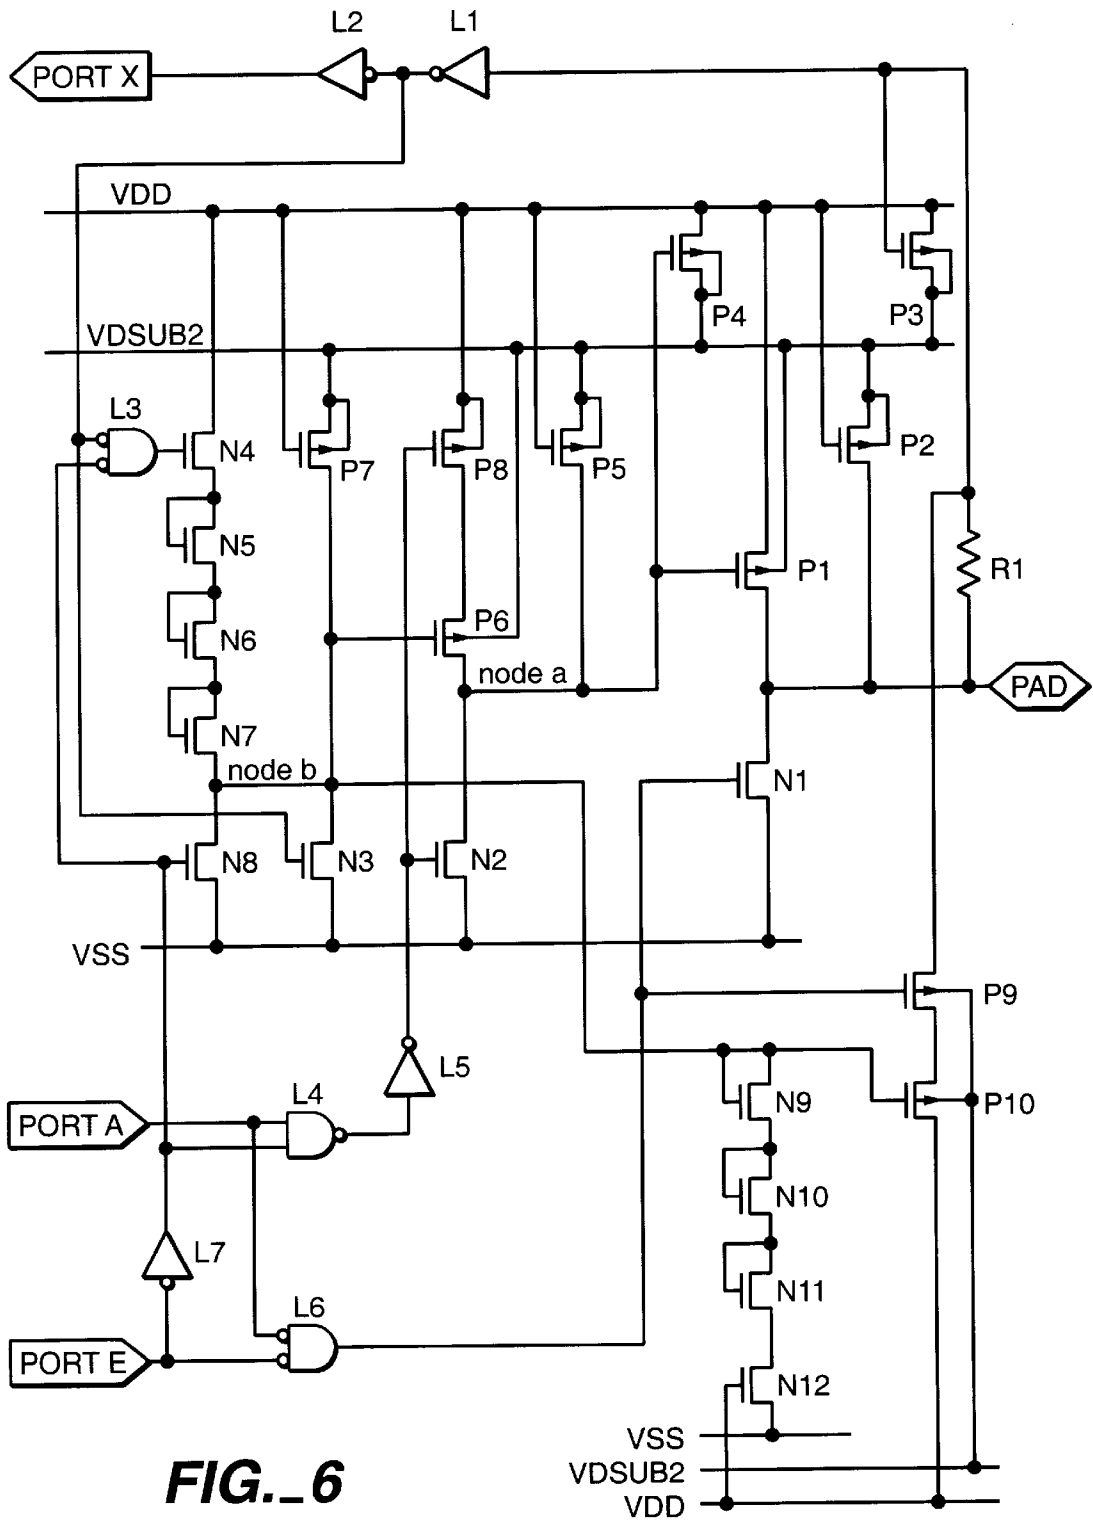 L2 L1
PORT X
VDD
P4 P3
VDSUB2
L3
N4 P7 P8 P5 P2
N5 P1 R1
P6
N6
node a PAD
N7
node b N1
N8 N3 N2
VSS
P9
L5
L4 N9 P10
PORT A
N10
L7
N11
L6
PORT E
N12
VSS
VDSUB2
VDD
FIG._6